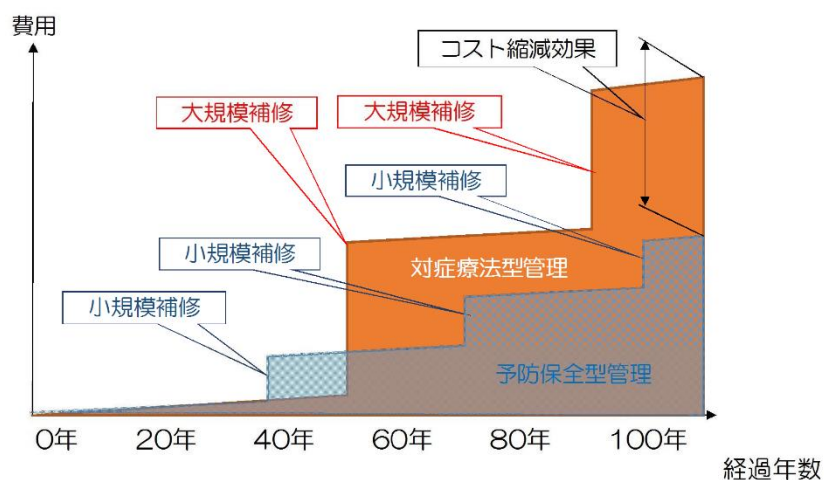 費用
コスト縮減効果
大規模補修
大規模補修
小規模補修
小規模補修
対症療法型管理
小規模補修
予防保全型管理
0年
20年
40年
60年
80年
100年
経過年数